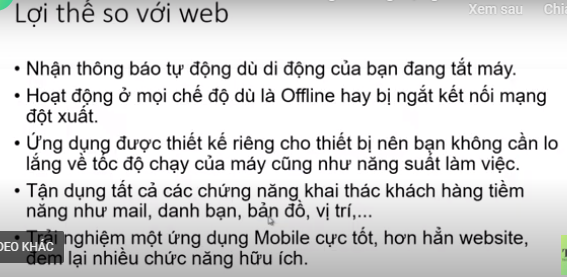 Lợi thế so với web
Xem sau
Chi
• Nhận thông báo tự động dù di động của bạn đang tắt máy.
• Hoạt động ở mọi chế độ dù là Offline hay bị ngắt kết nối mạng
đột xuất.
• Ứng dụng được thiết kế riêng cho thiết bị nên bạn không cần lo
lắng về tốc độ chạy của máy cũng như năng suất làm việc.
• Tận dụng tất cả các chứng năng khai thác khách hàng tiềm
năng như mail, danh bạn, bản đồ, vị trí,...
• Trải nghiệm một ứng dụng Mobile cực tốt, hơn hẳn website,
đem lại nhiều chức năng hữu ích.
DEO KHÁC